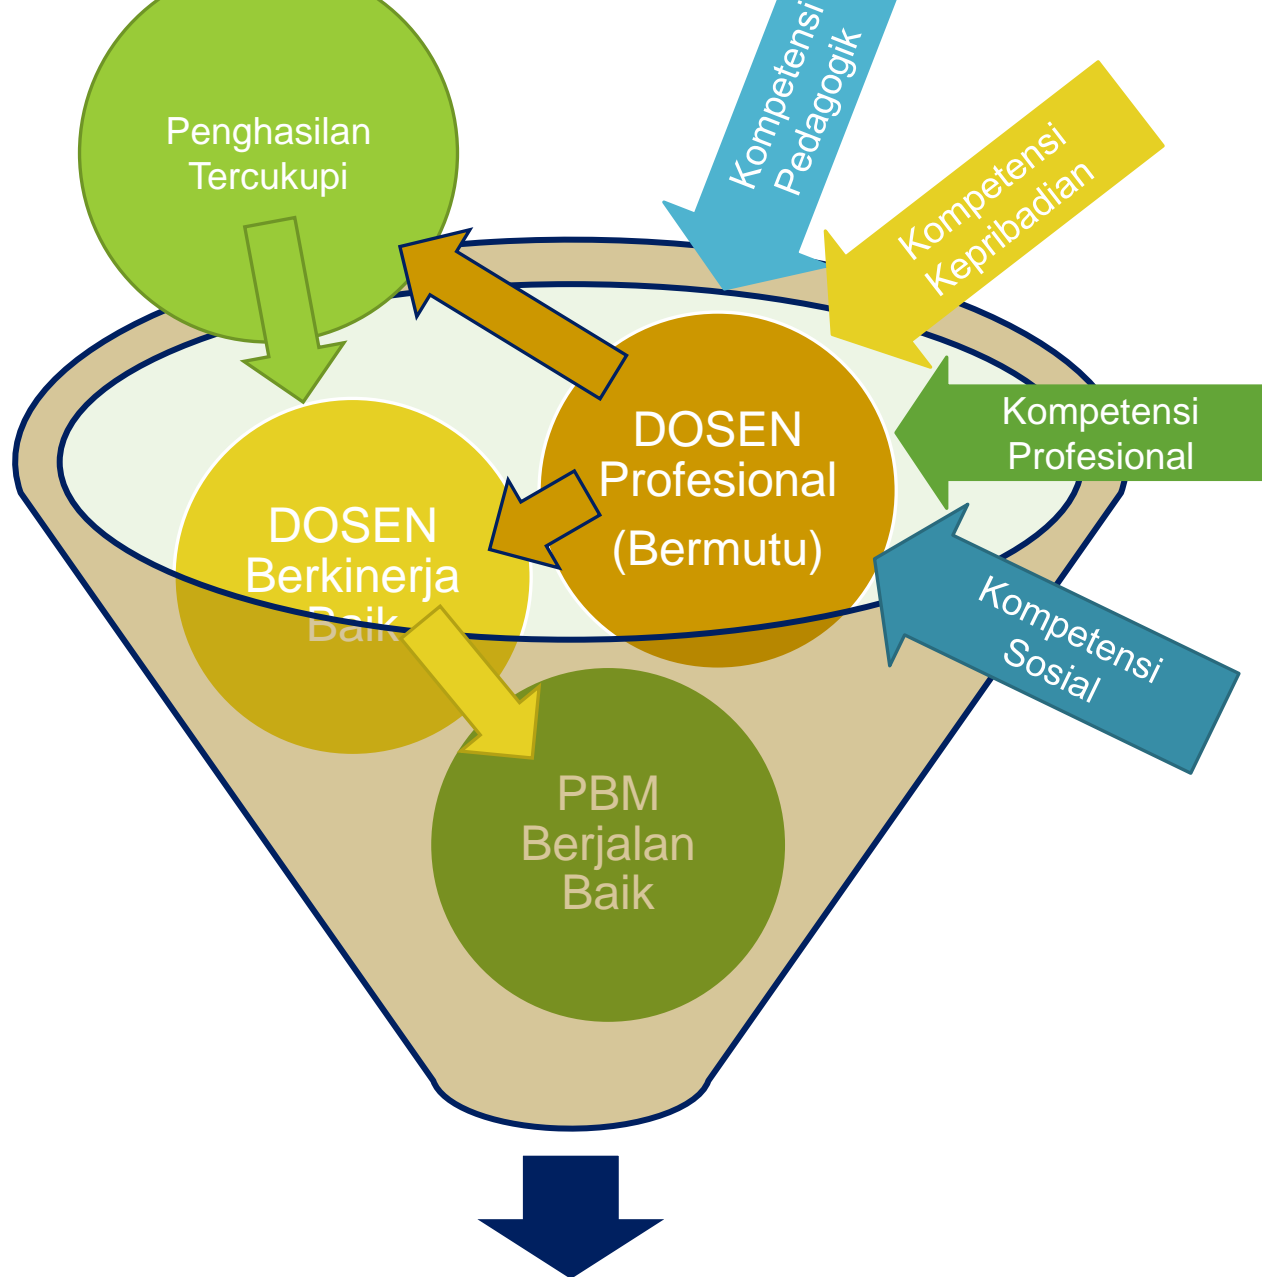 Kompetensi
Pedagogik
Penghasilan
Tercukupi
Kompetensi
Kepribadian
Kompetensi
Profesional
DOSEN
Profesional
(Bermutu)
DOSEN
Berkinerja
Baik
Kompetensi
Sosial
PBM
Berjalan
Baik